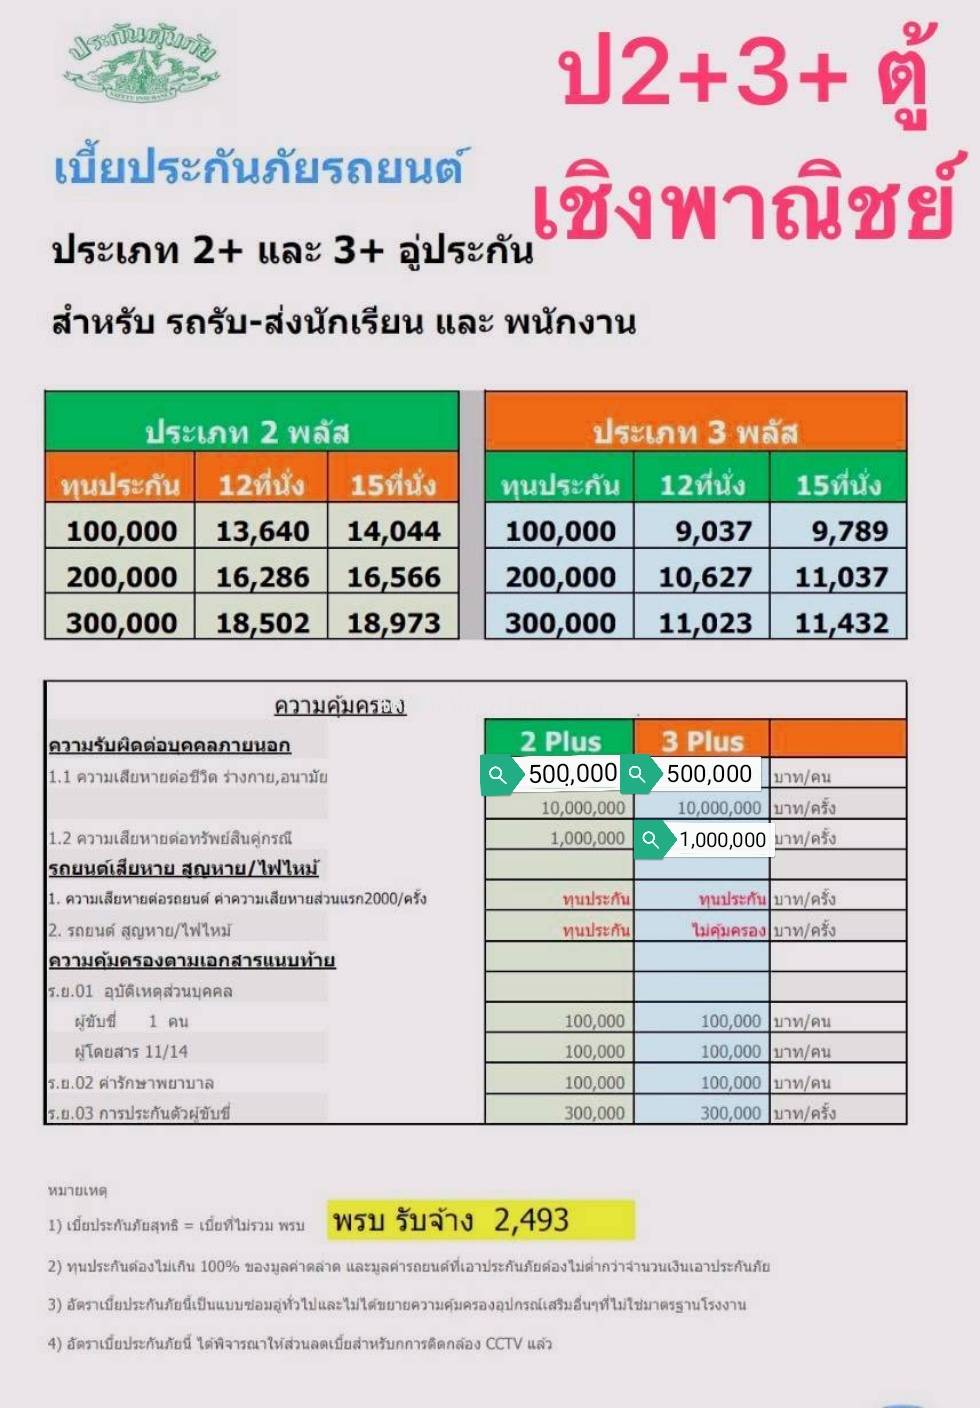 ประกันคุ้มภัย
SAFETY INSURANCE
ป2+3+ ตู้
เชิงพาณิชย์
เบี้ยประกันภัยรถยนต์
ประเภท 2+ และ 3+ อู่ประกัน
สำหรับ รถรับ-ส่งนักเรียน และ พนักงาน
ประเภท 2 พลัส ประเภท 3 พลัส
ทุนประกัน 12ที่นั่ง 15ที่นั่ง ทุนประกัน 12ที่นั่ง 15ที่นั่ง
100,000 13,640 14,044 100,000 9,037 9,789
200,000 16,286 16,566 200,000 10,627 11,037
300,000 18,502 18,973 300,000 11,023 11,432
ความคุ้มครอง
ความรับผิดต่อบุคคลภายนอก 2 Plus 3 Plus
1.1 ความเสียหายต่อชีวิต ร่างกาย,อนามัย 500,000 500,000 บาท/คน
10,000,000 10,000,000 บาท/ครั้ง
1.2 ความเสียหายต่อทรัพย์สินคู่กรณี 1,000,000 1,000,000 บาท/ครั้ง
รถยนต์เสียหาย สูญหาย/ไฟไหม้
1. ความเสียหายต่อรถยนต์ ค่าความเสียหายส่วนแรก2000/ครั้ง ทุนประกัน ทุนประกัน บาท/ครั้ง
2. รถยนต์ สูญหาย/ไฟไหม้ ทุนประกัน ไม่คุ้มครอง บาท/ครั้ง
ความคุ้มครองตามเอกสารแนบท้าย
ร.ย.01 อุบัติเหตุส่วนบุคคล
ผู้ขับขี่ 1 คน 100,000 100,000 บาท/คน
ผู้โดยสาร 11/14 100,000 100,000 บาท/คน
ร.ย.02 ค่ารักษาพยาบาล 100,000 100,000 บาท/คน
ร.ย.03 การประกันตัวผู้ขับขี่ 300,000 300,000 บาท/ครั้ง
หมายเหตุ
1) เบี้ยประกันภัยสุทธิ = เบี้ยที่ไม่รวม พรบ พรบ รับจ้าง 2,493
2) ทุนประกันต้องไม่เกิน 100% ของมูลค่าตลาด และมูลค่ารถยนต์ที่เอาประกันภัยต้องไม่ต่ำกว่าจำนวนเงินเอาประกันภัย
3) อัตราเบี้ยประกันภัยนี้เป็นแบบซ่อมอู่ทั่วไปและไม่ได้ขยายความคุ้มครองอุปกรณ์เสริมอื่นๆที่ไม่ใช่มาตรฐานโรงงาน
4) อัตราเบี้ยประกันภัยนี้ ได้พิจารณาให้ส่วนลดเบี้ยสำหรับกการติดกล้อง CCTV แล้ว